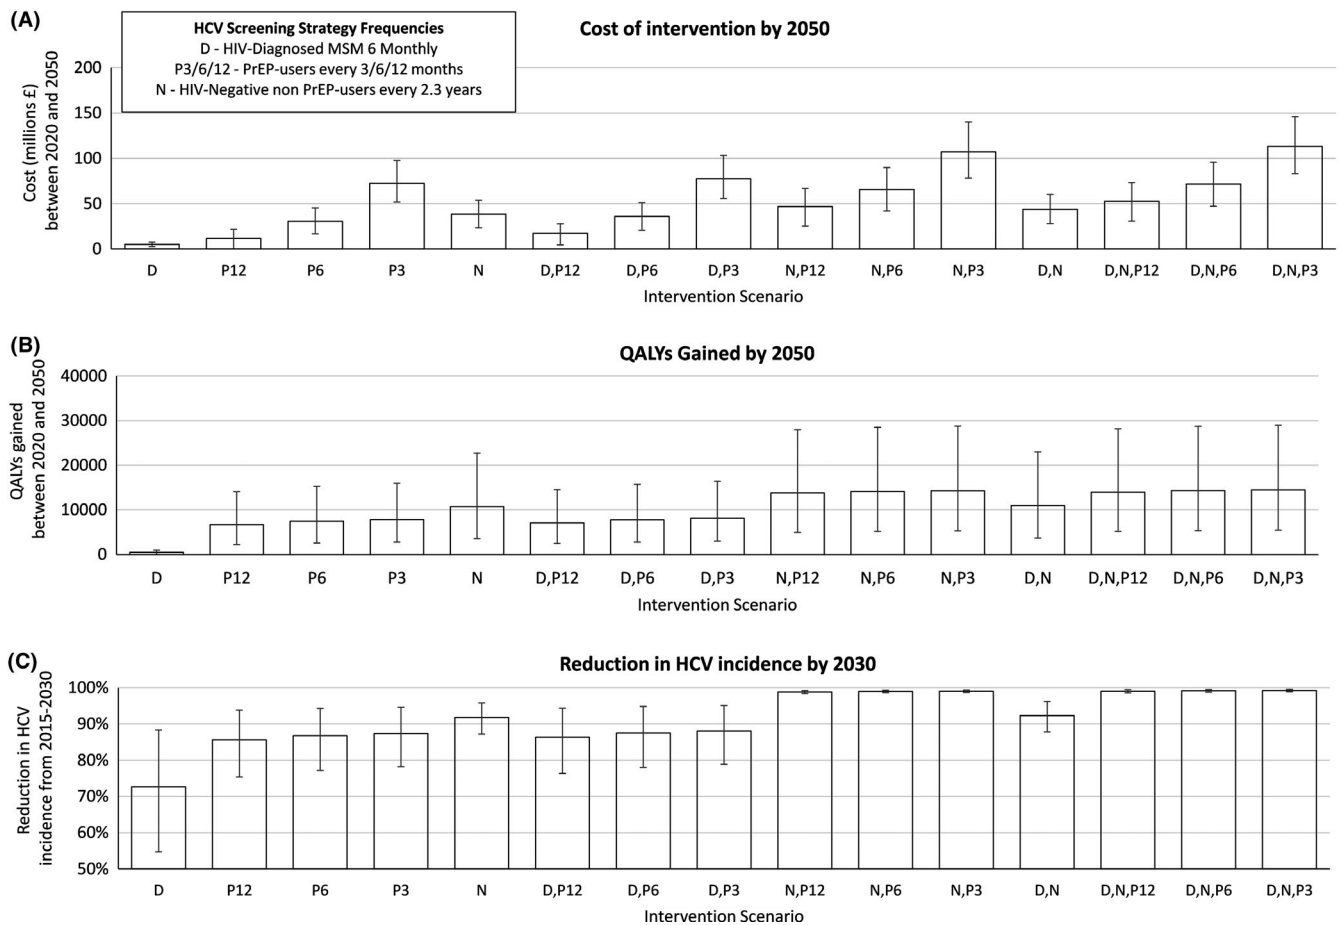 (A)
HCV Screening Strategy Frequencies
D - HIV-Diagnosed MSM 6 Monthly
P3/6/12 - PrEP-users every 3/6/12 months
N - HIV-Negative non PrEP-users every 2.3 years
Cost of intervention by 2050
Cost (millions £)
between 2020 and 2050
200
150
100
50
0
D P12 P6 P3 N D,P12 D,P6 D,P3 N,P12 N,P6 N,P3 D,N D,N,P12 D,N,P6 D,N,P3
Intervention Scenario
(B)
QALYs Gained by 2050
QALYs gained
between 2020 and 2050
40000
30000
20000
10000
0
D P12 P6 P3 N D,P12 D,P6 D,P3 N,P12 N,P6 N,P3 D,N D,N,P12 D,N,P6 D,N,P3
Intervention Scenario
(C)
Reduction in HCV incidence by 2030
Reduction in HCV
incidence from 2015-2030
100%
90%
80%
70%
60%
50%
D P12 P6 P3 N D,P12 D,P6 D,P3 N,P12 N,P6 N,P3 D,N D,N,P12 D,N,P6 D,N,P3
Intervention Scenario